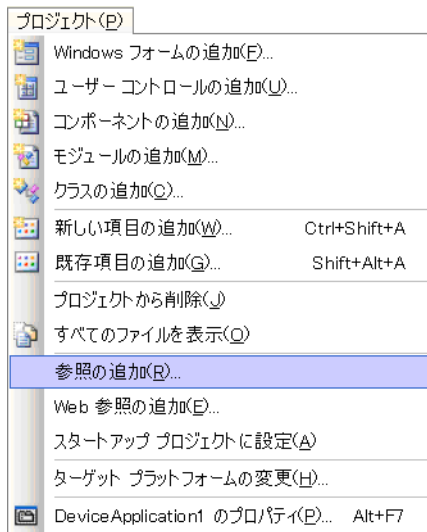 プロジェクト(P)
Windows フォームの追加(F)...
ユーザー コントロールの追加(U)...
コンポーネントの追加(N)...
モジュールの追加(M)...
クラスの追加(C)...
新しい項目の追加(W)... Ctrl+Shift+A
既存項目の追加(G)... Shift+Alt+A
プロジェクトから削除(J)
すべてのファイルを表示(O)
参照の追加(R)...
Web 参照の追加(E)...
スタートアップ プロジェクトに設定(A)
ターゲット プラットフォームの変更(H)...
DeviceApplication1 のプロパティ(P)... Alt+F7